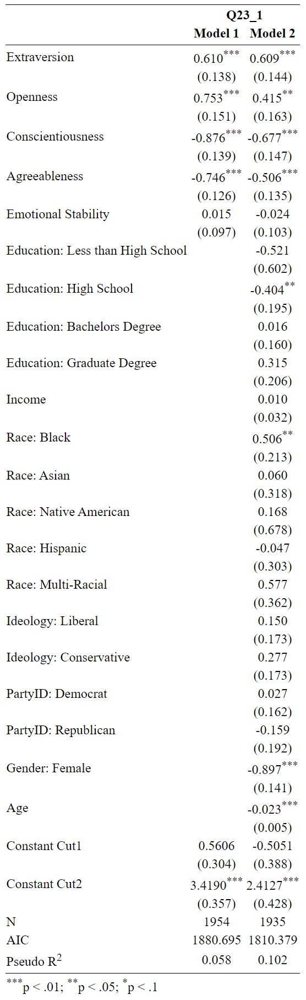 Q23_1
Model 1 Model 2
Extraversion 0.610*** 0.609***
(0.138) (0.144)
Openness 0.753*** 0.415**
(0.151) (0.163)
Conscientiousness -0.876*** -0.677***
(0.139) (0.147)
Agreeableness -0.746*** -0.506***
(0.126) (0.135)
Emotional Stability 0.015 -0.024
(0.097) (0.103)
Education: Less than High School -0.521
(0.602)
Education: High School -0.404**
(0.195)
Education: Bachelors Degree 0.016
(0.160)
Education: Graduate Degree 0.315
(0.206)
Income 0.010
(0.032)
Race: Black 0.506**
(0.213)
Race: Asian 0.060
(0.318)
Race: Native American 0.168
(0.678)
Race: Hispanic -0.047
(0.303)
Race: Multi-Racial 0.577
(0.362)
Ideology: Liberal 0.150
(0.173)
Ideology: Conservative 0.277
(0.173)
PartyID: Democrat 0.027
(0.162)
PartyID: Republican -0.159
(0.192)
Gender: Female -0.897***
(0.141)
Age -0.023***
(0.005)
Constant Cut1 0.5606 -0.5051
(0.304) (0.388)
Constant Cut2 3.4190*** 2.4127***
(0.357) (0.428)
N 1954 1935
AIC 1880.695 1810.379
Pseudo R² 0.058 0.102
***p < .01; **p < .05; *p < .1